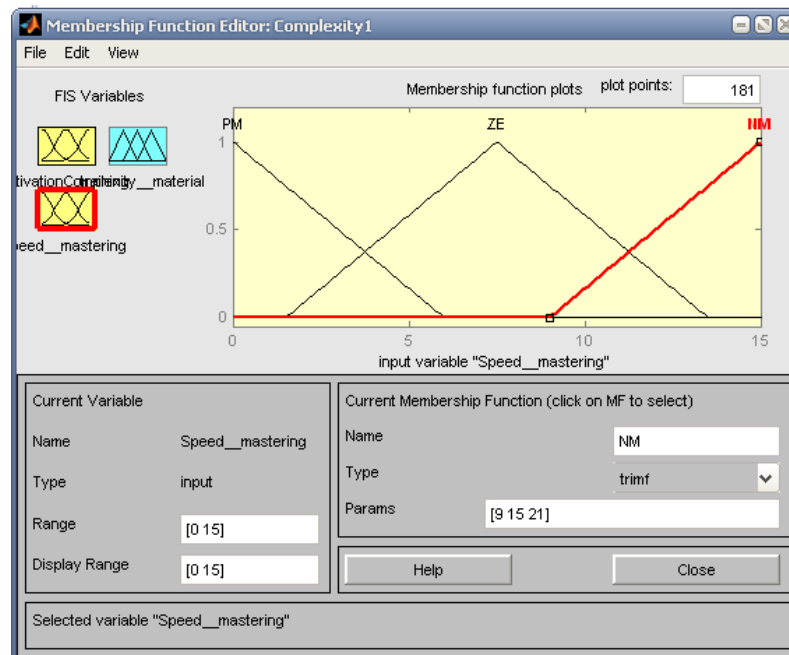 Membership Function Editor: Complexity1
File Edit View
FIS Variables
Membership function plots plot points: 181
PM ZE NM
1
0.5
0
0 5 10 15
input variable "Speed__mastering"
material
eed__mastering
Current Variable
Name Speed__mastering
Type input
Range [0 15]
Display Range [0 15]
Current Membership Function (click on MF to select)
Name NM
Type trimf
Params [9 15 21]
Help Close
Selected variable "Speed__mastering"